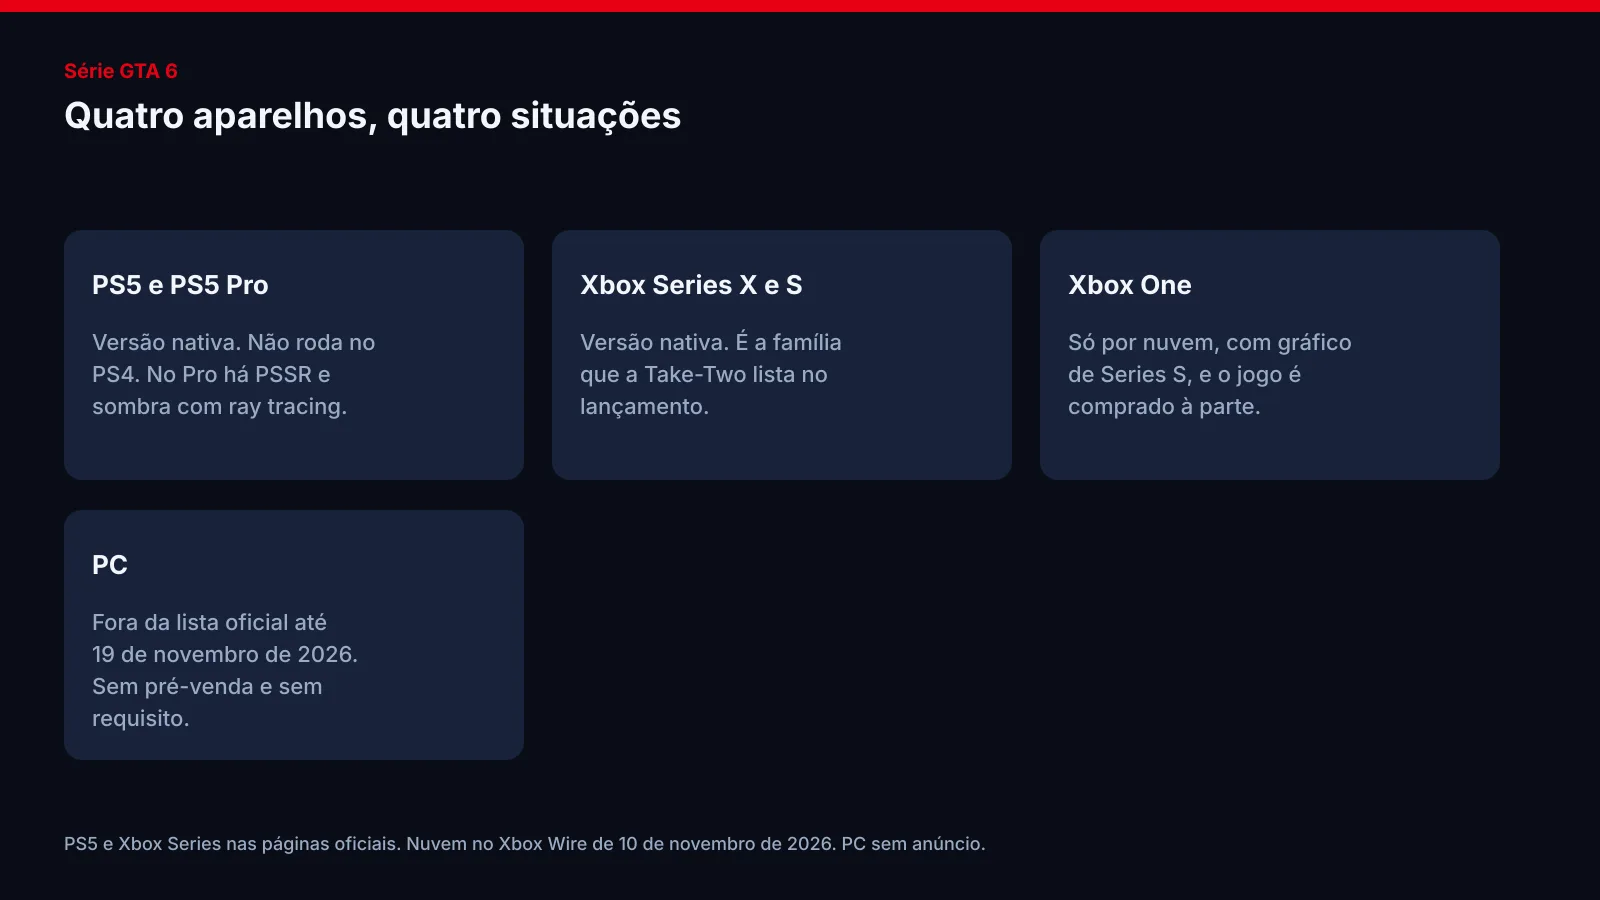 Série GTA 6
Quatro aparelhos, quatro situações
PS5 e PS5 Pro
Versão nativa. Não roda no
PS4. No Pro há PSSR e
sombra com ray tracing.
Xbox Series X e S
Versão nativa. É a família
que a Take-Two lista no
lançamento.
Xbox One
Só por nuvem, com gráfico
de Series S, e o jogo é
comprado à parte.
PC
Fora da lista oficial até
19 de novembro de 2026.
Sem pré-venda e sem
requisito.
PS5 e Xbox Series nas páginas oficiais. Nuvem no Xbox Wire de 10 de novembro de 2026. PC sem anúncio.